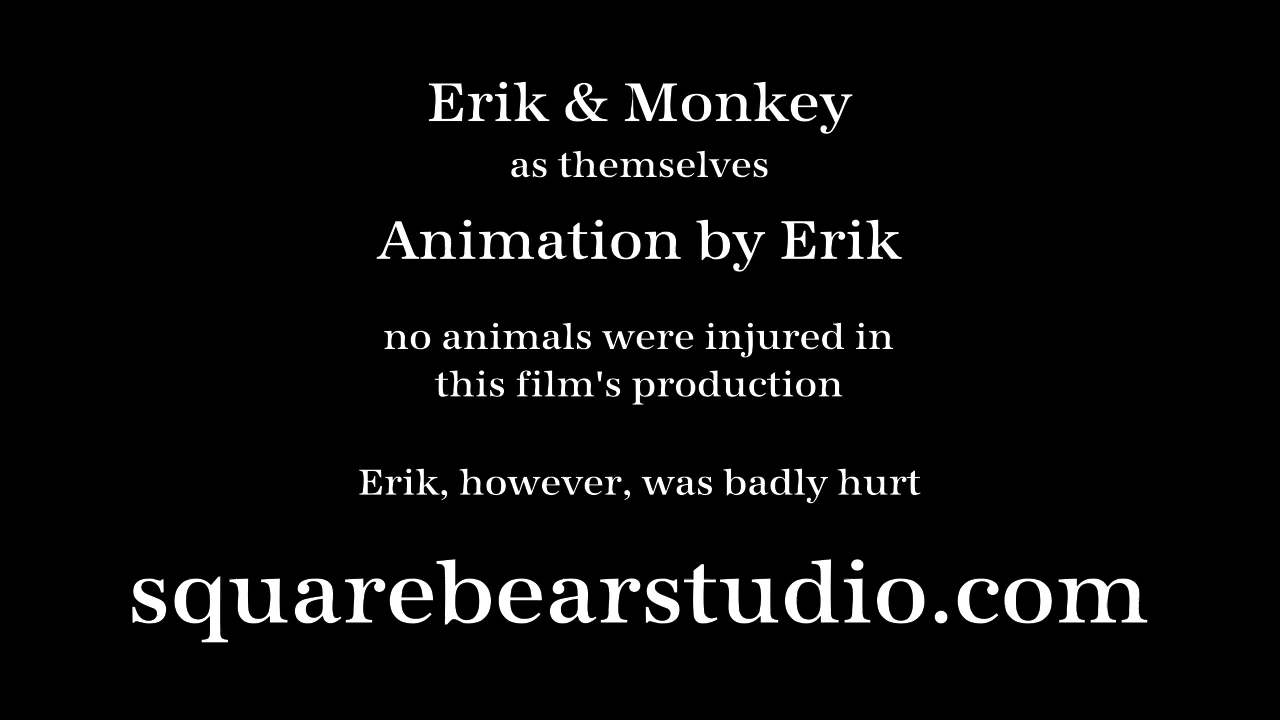 Erik & Monkey
as themselves
Animation by Erik
no animals were injured in
this film's production
Erik, however, was badly hurt
squarebearstudio.com